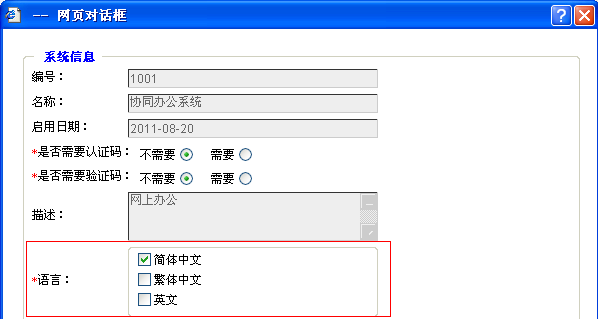 -- 网页对话框
系统信息
编号：
1001
名称：
协同办公系统
启用日期：
2011-08-20
*是否需要认证码： 不需要 需要
*是否需要验证码： 不需要 需要
描述：
网上办公
*语言：
简体中文
繁体中文
英文